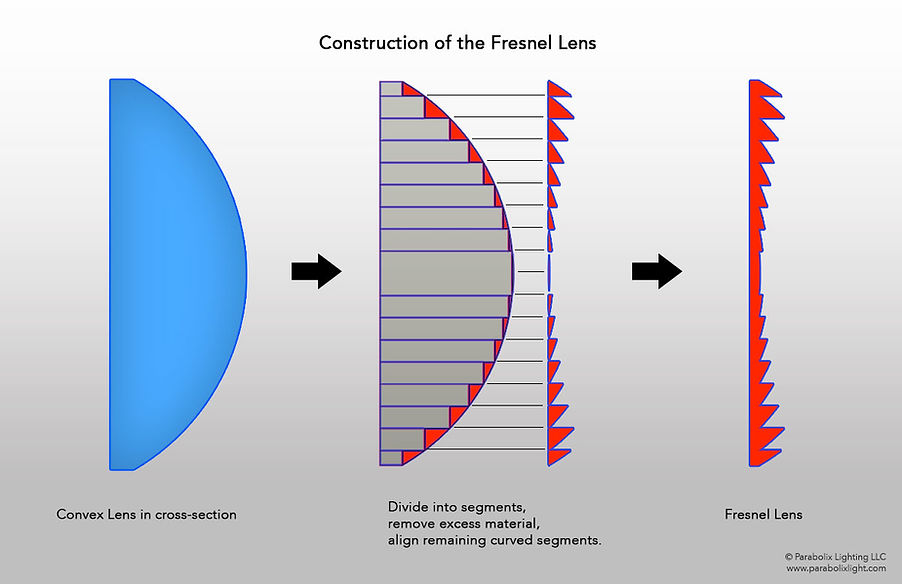 Construction of the Fresnel Lens
Convex Lens in cross-section
Divide into segments,
remove excess material,
align remaining curved segments.
Fresnel Lens
© Parabolix Lighting LLC
www.parabolixlight.com